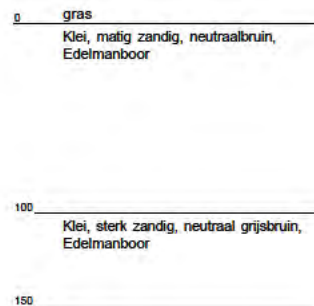 0 gras
Klei, matig zandig, neutraalbruin,
Edelmanboor
100
Klei, sterk zandig, neutraal grijsbruin,
Edelmanboor
150